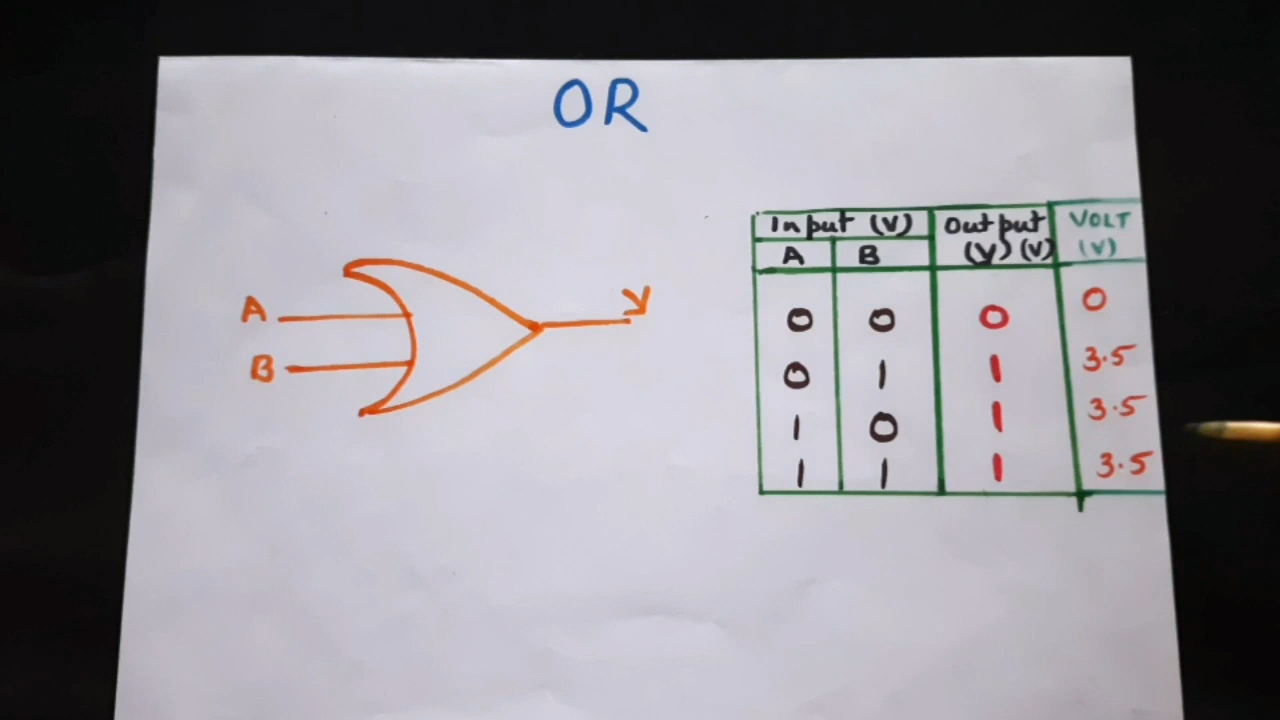 OR
A
B
Y
Input (V) Output VOLT
A B (Y) (V) (V)
0 0 0 0
0 1 1 3.5
1 0 1 3.5
1 1 1 3.5